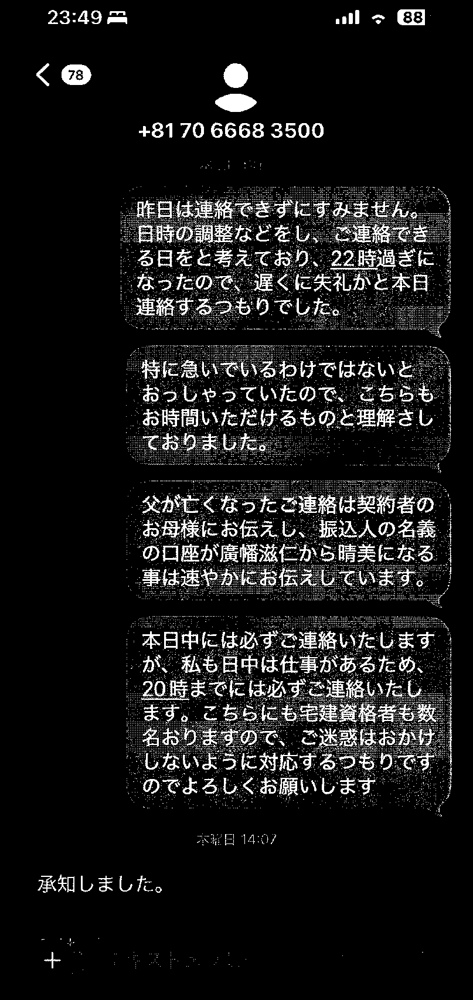 23:49
88
78
+81 70 6668 3500
昨日は連絡できずにすみません。
日時の調整などをし、ご連絡でき
る日をと考えており、22時過ぎに
なったので、遅くに失礼かと本日
連絡するつもりでした。
特に急いでいるわけではないと
おっしゃっていたので、こちらも
お時間いただけるものと理解さし
ておりました。
父が亡くなったご連絡は契約者の
お母様にお伝えし、振込人の名義
の口座が廣幡滋仁から晴美になる
事は速やかにお伝えしています。
本日中には必ずご連絡いたします
が、私も日中は仕事があるため、
20時までには必ずご連絡いたし
ます。こちらにも宅建資格者も数
名おりますので、ご迷惑はおかけ
しないように対応するつもりです
のでよろしくお願いします
木曜日 14:07
承知しました。